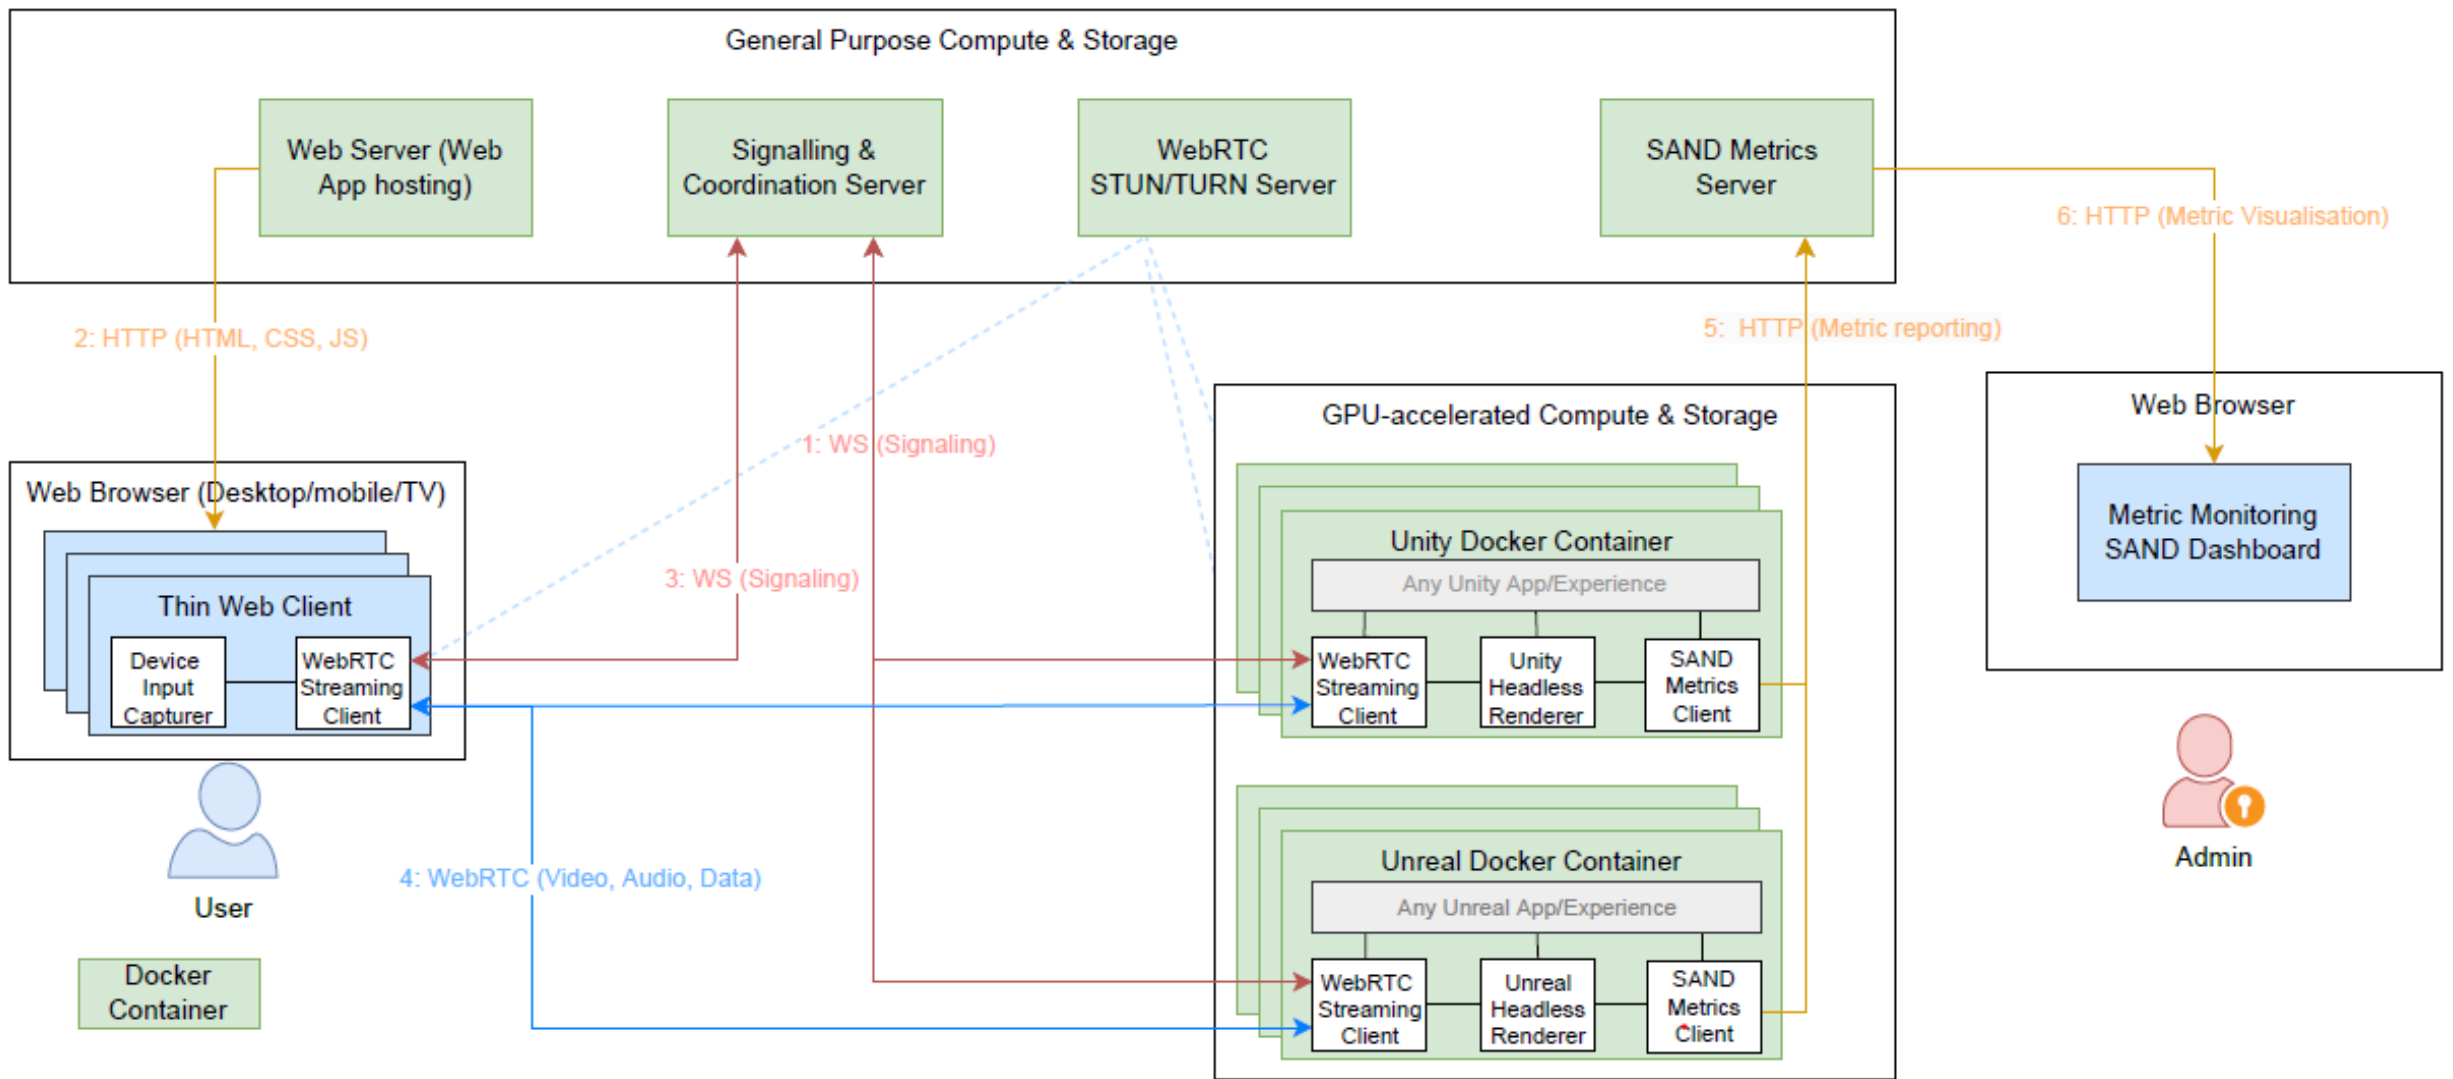 General Purpose Compute & Storage
Web Server (Web
App hosting)
Signalling &
Coordination Server
WebRTC
STUN/TURN Server
SAND Metrics
Server
6: HTTP (Metric Visualisation)
2: HTTP (HTML, CSS, JS)
5: HTTP (Metric reporting)
1: WS (Signaling)
3: WS (Signaling)
Web Browser (Desktop/mobile/TV)
Thin Web Client
Device
Input
Capturer
WebRTC
Streaming
Client
User
Docker
Container
4: WebRTC (Video, Audio, Data)
GPU-accelerated Compute & Storage
Unity Docker Container
Any Unity App/Experience
WebRTC
Streaming
Client
Unity
Headless
Renderer
SAND
Metrics
Client
Unreal Docker Container
Any Unreal App/Experience
WebRTC
Streaming
Client
Unreal
Headless
Renderer
SAND
Metrics
Client
Web Browser
Metric Monitoring
SAND Dashboard
Admin